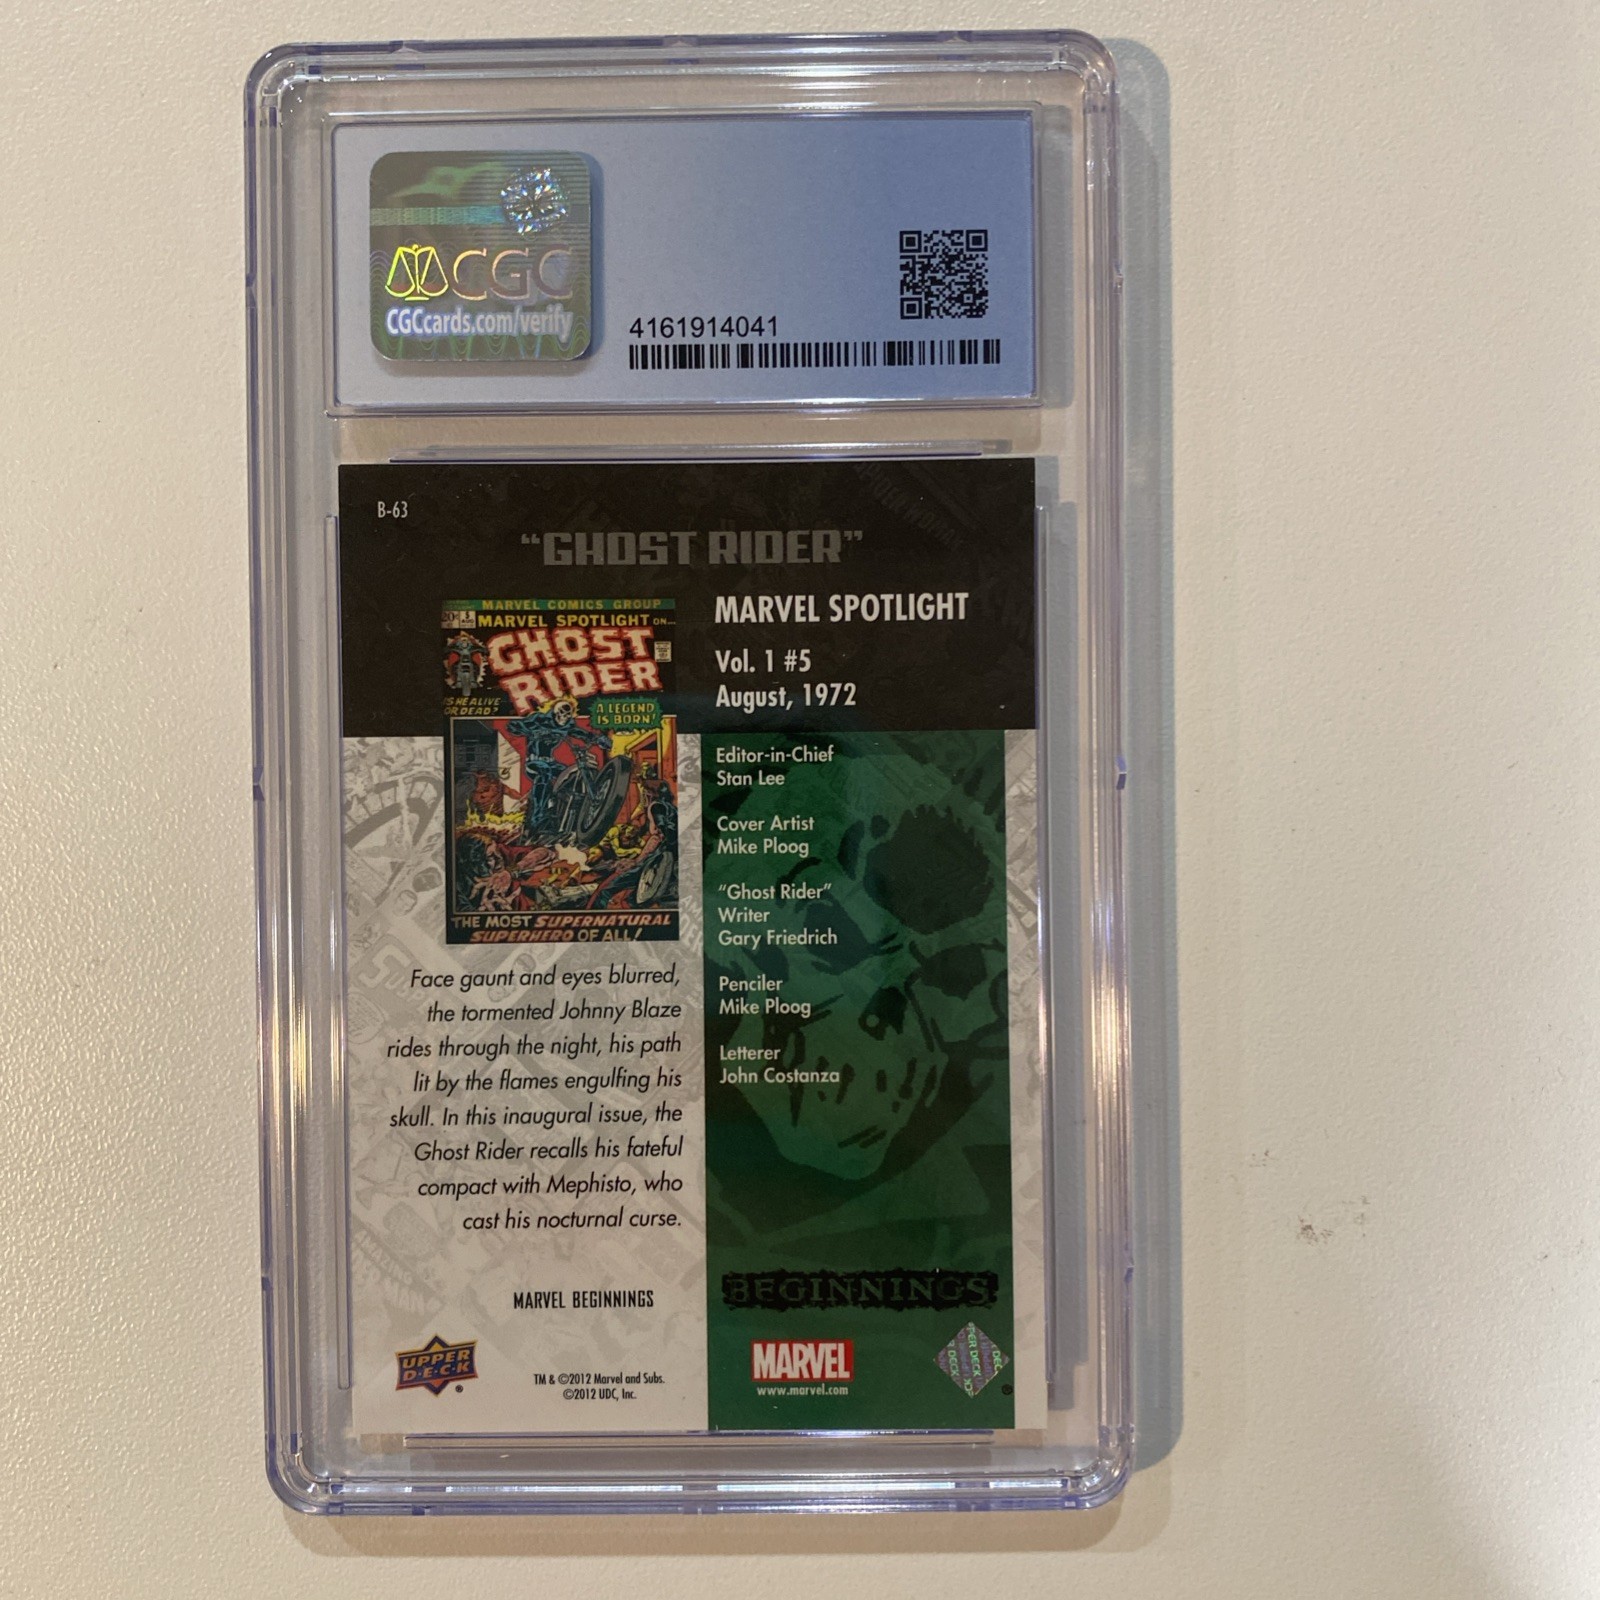 CGC
CGCcards.com/verify
4161914041
B-63
“GHOST RIDER”
MARVEL COMICS GROUP
MARVEL SPOTLIGHT ON...
GHOST
RIDER
IS HE ALIVE
OR DEAD?
A LEGEND
IS BORN!
THE MOST SUPERNATURAL
SUPERHERO OF ALL!
MARVEL SPOTLIGHT
Vol. 1 #5
August, 1972
Editor-in-Chief
Stan Lee
Cover Artist
Mike Ploog
“Ghost Rider”
Writer
Gary Friedrich
Penciler
Mike Ploog
Letterer
John Costanza
Face gaunt and eyes blurred,
the tormented Johnny Blaze
rides through the night, his path
lit by the flames engulfing his
skull. In this inaugural issue, the
Ghost Rider recalls his fateful
compact with Mephisto, who
cast his nocturnal curse.
MARVEL BEGINNINGS
BEGINNINGS
UPPER
D·E·C·K
®
TM & ©2012 Marvel and Subs.
©2012 UDC, Inc.
MARVEL
www.marvel.com